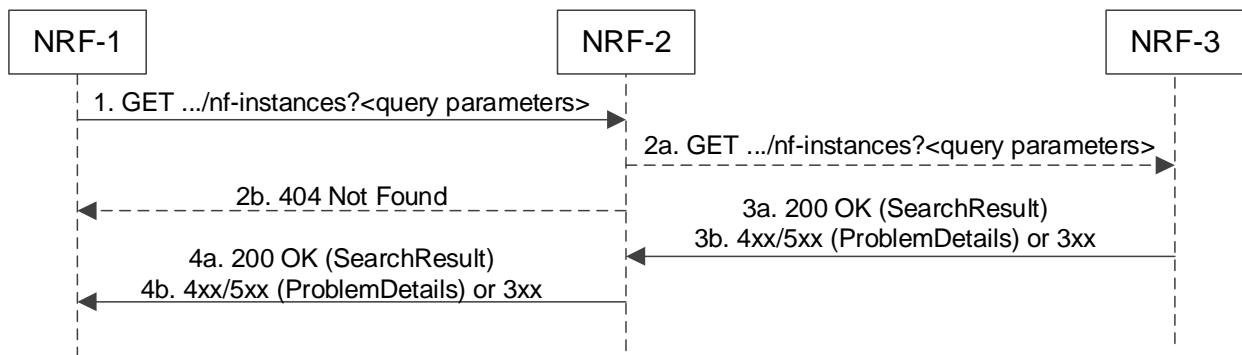 NRF-1
NRF-2
NRF-3
1. GET .../nf-instances?<query parameters>
2a. GET .../nf-instances?<query parameters>
2b. 404 Not Found
3a. 200 OK (SearchResult)
3b. 4xx/5xx (ProblemDetails) or 3xx
4a. 200 OK (SearchResult)
4b. 4xx/5xx (ProblemDetails) or 3xx